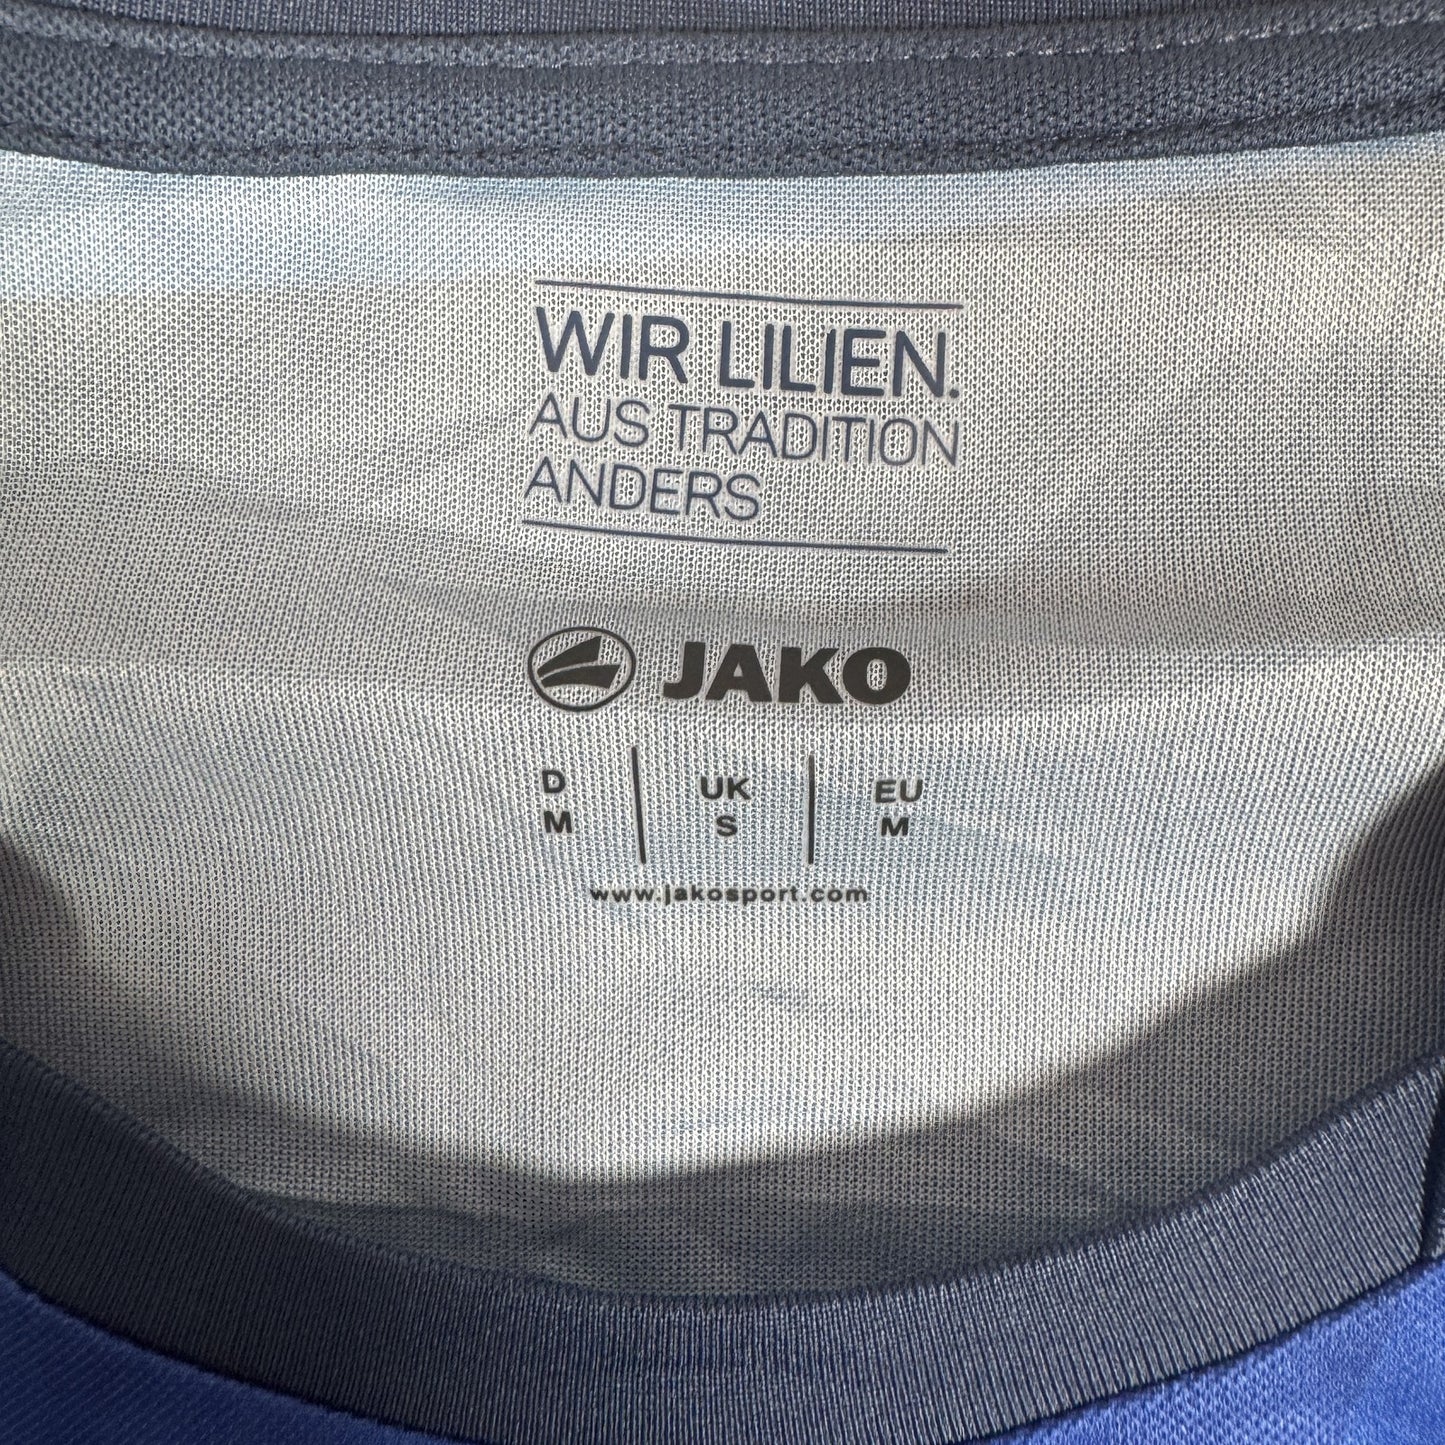 WIR LILIEN.
AUS TRADITION
ANDERS
JAKO
D UK EU
M S M
www.jakosport.com